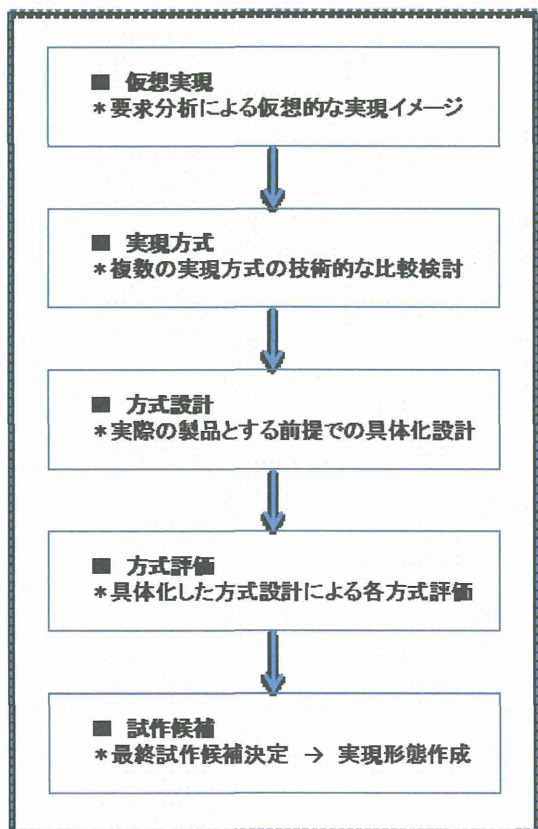 ■ 仮想実現
*要求分析による仮想的な実現イメージ
■ 実現方式
*複数の実現方式の技術的な比較検討
■ 方式設計
*実際の製品とする前提での具体化設計
■ 方式評価
*具体化した方式設計による各方式評価
■ 試作候補
*最終試作候補決定 → 実現形態作成